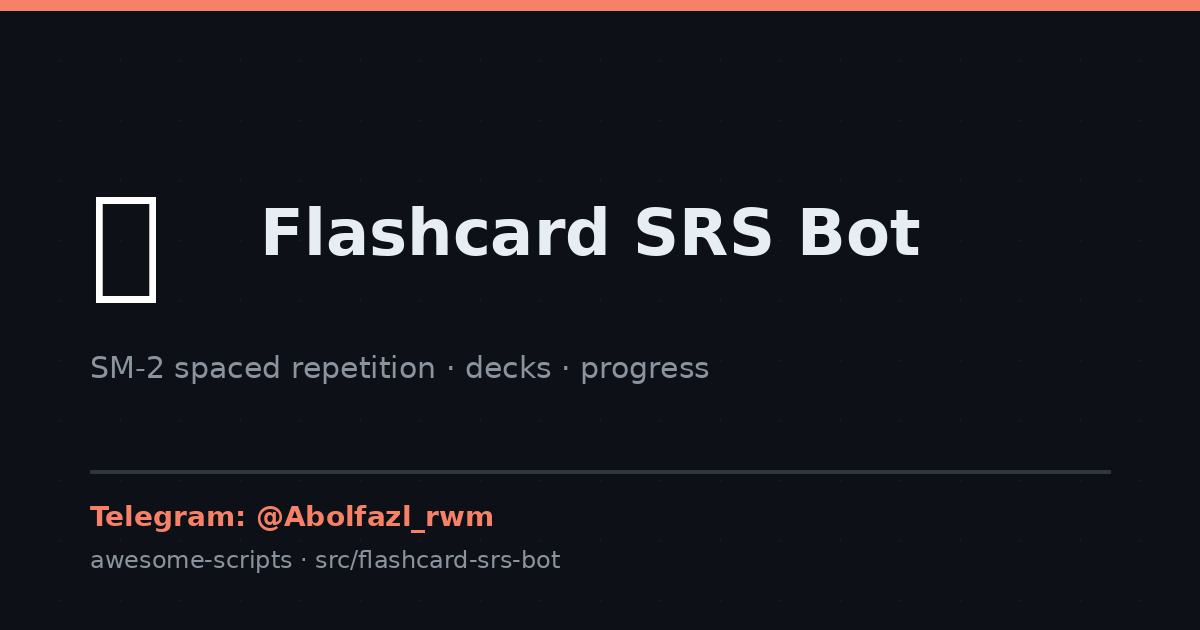 Flashcard SRS Bot
SM-2 spaced repetition · decks · progress
Telegram: @Abolfazl_rwm
awesome-scripts · src/flashcard-srs-bot